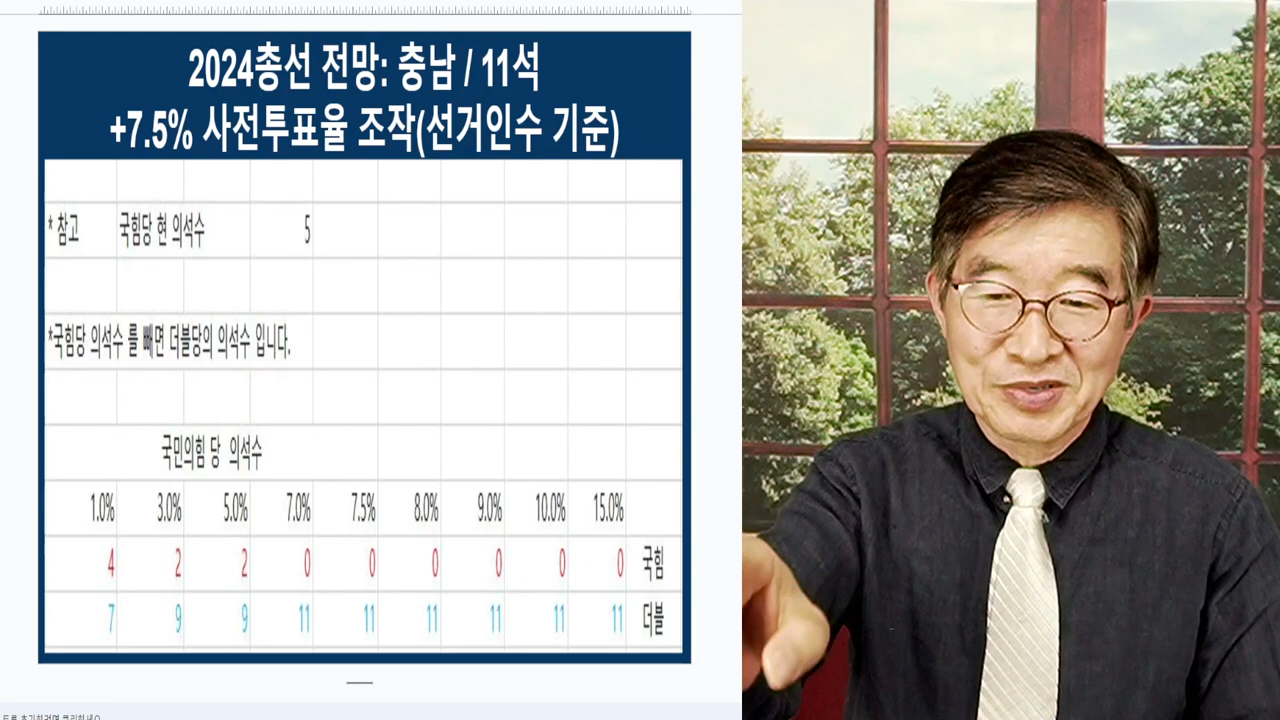 2024총선 전망: 충남 / 11석
+7.5% 사전투표율 조작(선거인수 기준)
* 참고 국힘당 현 의석수 5
*국힘당 의석수 를 빼면 더블당의 의석수 입니다.
국민의힘 당 의석수
1.0% 3.0% 5.0% 7.0% 7.5% 8.0% 9.0% 10.0% 15.0%
4 2 2 0 0 0 0 0 0 국힘
7 9 9 11 11 11 11 11 11 더블